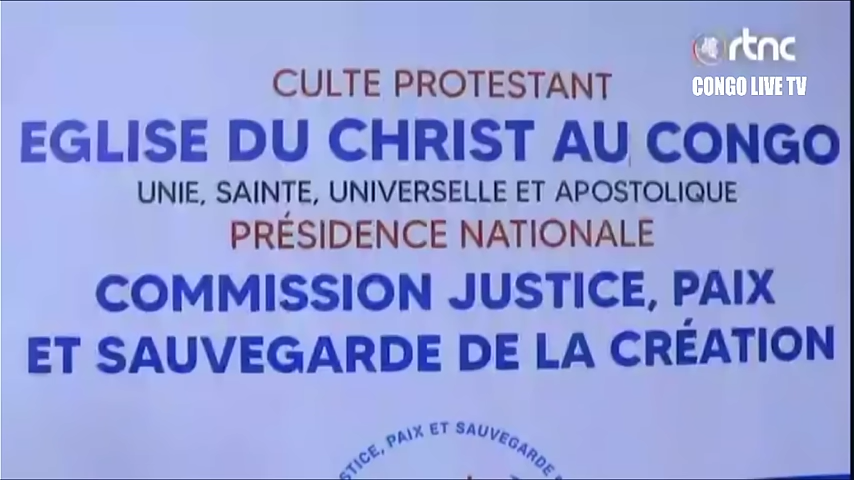 rtnc
CONGO LIVE TV
CULTE PROTESTANT
EGLISE DU CHRIST AU CONGO
UNIE, SAINTE, UNIVERSELLE ET APOSTOLIQUE
PRÉSIDENCE NATIONALE
COMMISSION JUSTICE, PAIX
ET SAUVEGARDE DE LA CRÉATION
STICE, PAIX ET SAUVEGARDE